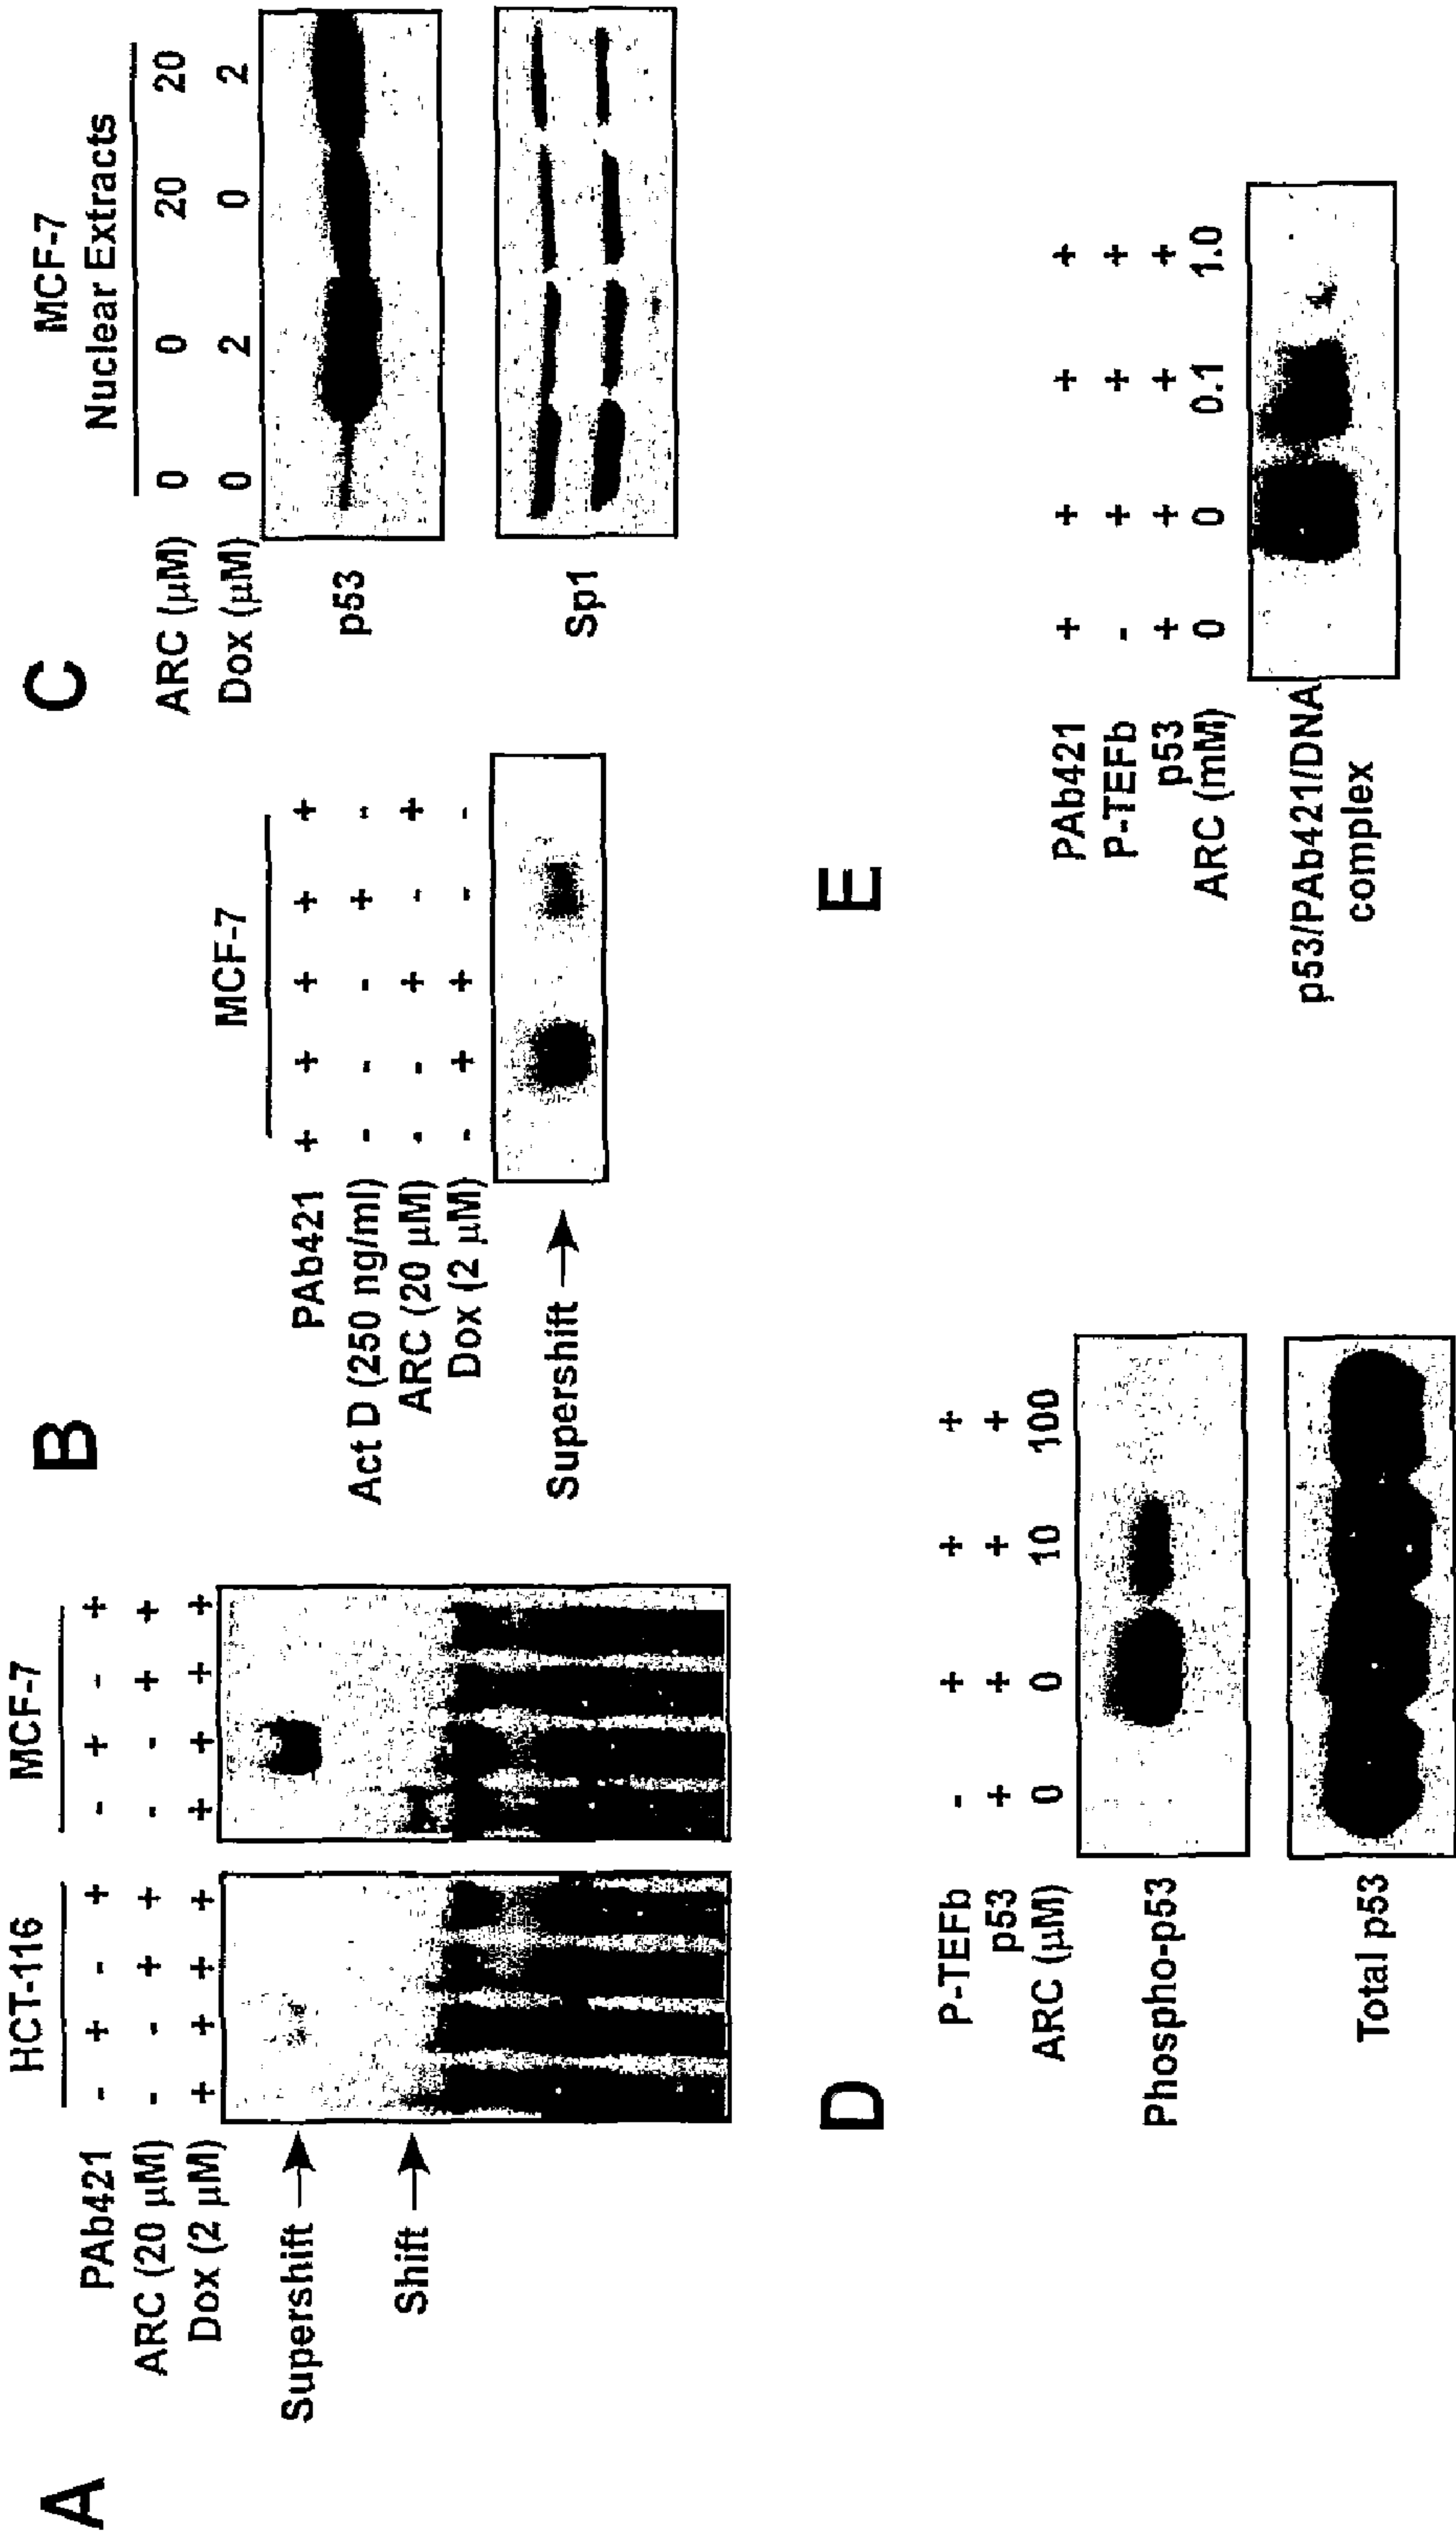 A
HCT-116 MCF-7
PAb421 - + - + - + - +
ARC (20 µM) - - + + - - + +
Dox (2 µM) + + + + + + + +
Supershift
Shift
B
MCF-7
PAb421 + + + + +
Act D (250 ng/ml) - - - + -
ARC (20 µM) - - + - +
Dox (2 µM) - + + - -
Supershift
C
MCF-7
Nuclear Extracts
ARC (µM) 0 0 20 20
Dox (µM) 0 2 0 2
p53
Sp1
D
P-TEFb - + + +
p53 + + + +
ARC (µM) 0 0 10 100
Phospho-p53
Total p53
E
PAb421 + + + +
P-TEFb - + + +
p53 + + + +
ARC (mM) 0 0 0.1 1.0
p53/PAb421/DNA
complex